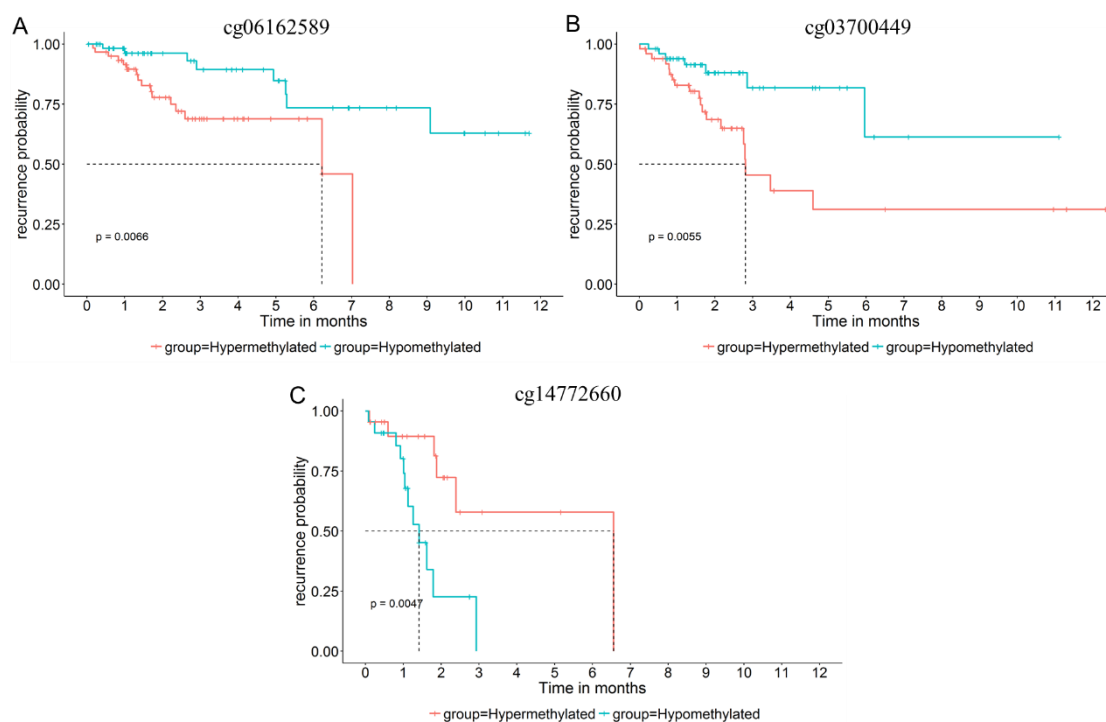 A
cg06162589
1.00
0.75
0.50
0.25
0.00
recurrence probability
p = 0.0066
0 1 2 3 4 5 6 7 8 9 10 11 12
Time in months
group=Hypermethylated group=Hypomethylated
B
cg03700449
1.00
0.75
0.50
0.25
0.00
recurrence probability
p = 0.0055
0 1 2 3 4 5 6 7 8 9 10 11 12
Time in months
group=Hypermethylated group=Hypomethylated
C
cg14772660
1.00
0.75
0.50
0.25
0.00
recurrence probability
p = 0.0047
0 1 2 3 4 5 6 7 8 9 10 11 12
Time in months
group=Hypermethylated group=Hypomethylated